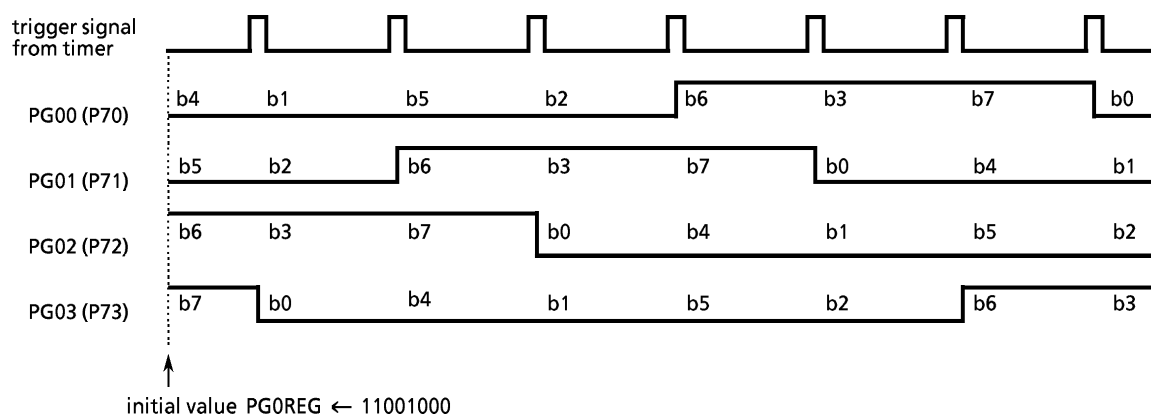 trigger signal
from timer
PG00 (P70) b4 b1 b5 b2 b6 b3 b7 b0
PG01 (P71) b5 b2 b6 b3 b7 b0 b4 b1
PG02 (P72) b6 b3 b7 b0 b4 b1 b5 b2
PG03 (P73) b7 b0 b4 b1 b5 b2 b6 b3
initial value PG0REG ← 11001000